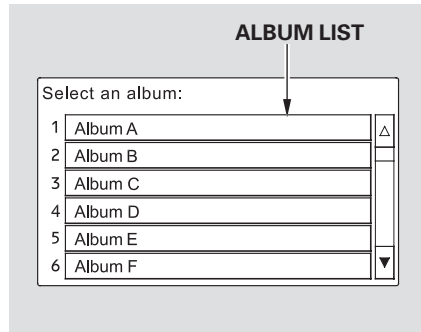 ALBUM LIST
Select an album:
1 Album A
2 Album B
3 Album C
4 Album D
5 Album E
6 Album F